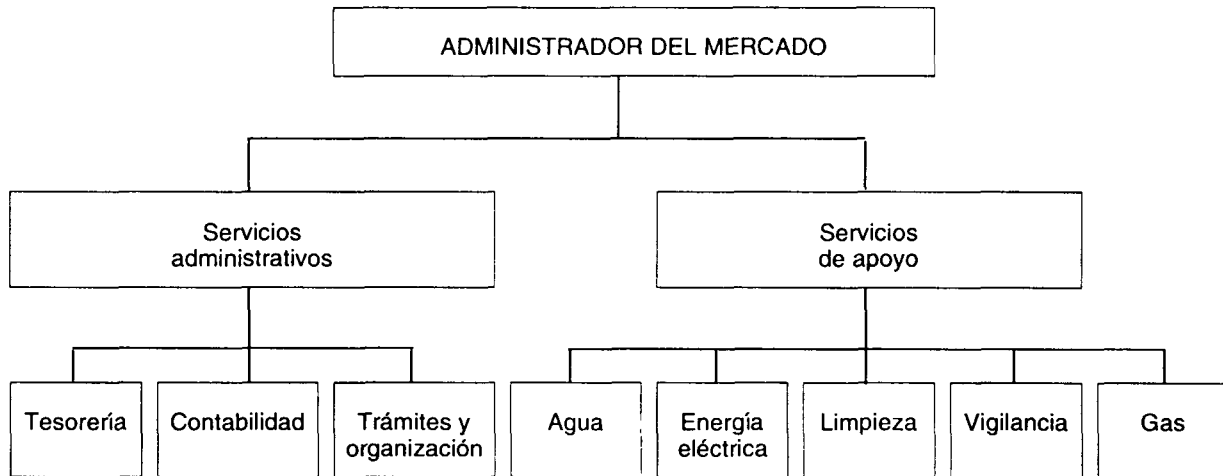 ADMINISTRADOR DEL MERCADO
Servicios
administrativos
Servicios
de apoyo
Tesorería
Contabilidad
Trámites y
organización
Agua
Energía
eléctrica
Limpieza
Vigilancia
Gas